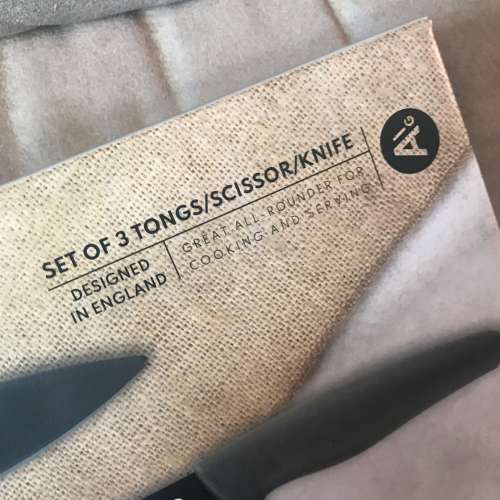 SET OF 3 TONGS/SCISSOR/KNIFE
DESIGNED
IN ENGLAND
GREAT ALL-ROUNDER FOR
COOKING AND SERVING